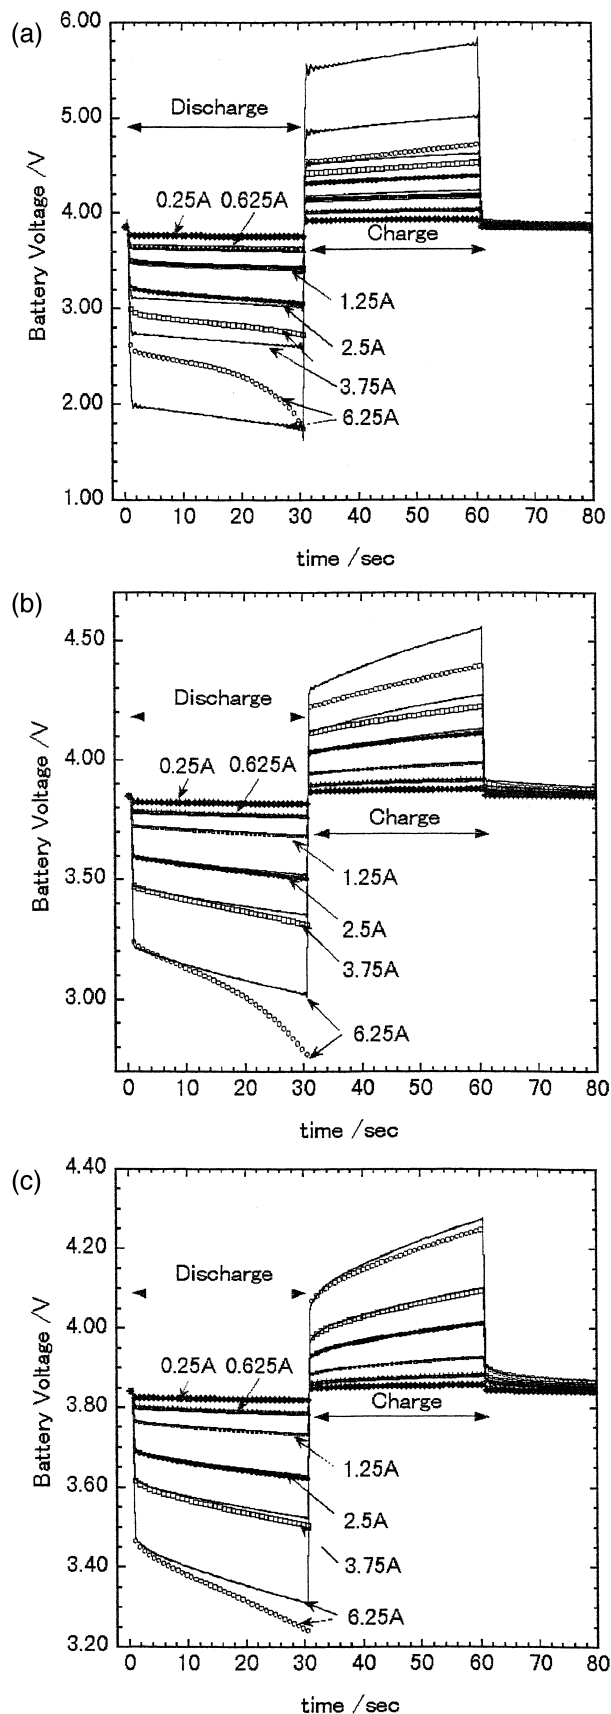 (a)
6.00
5.00
4.00
3.00
2.00
1.00
Battery Voltage /V
Discharge
0.25A 0.625A
Charge
1.25A
2.5A
3.75A
6.25A
0 10 20 30 40 50 60 70 80
time /sec
(b)
4.50
4.00
3.50
3.00
Battery Voltage /V
Discharge
0.25A 0.625A
Charge
1.25A
2.5A
3.75A
6.25A
0 10 20 30 40 50 60 70 80
time /sec
(c)
4.40
4.20
4.00
3.80
3.60
3.40
3.20
Battery Voltage /V
Discharge
0.25A 0.625A
Charge
1.25A
2.5A
3.75A
6.25A
0 10 20 30 40 50 60 70 80
time /sec